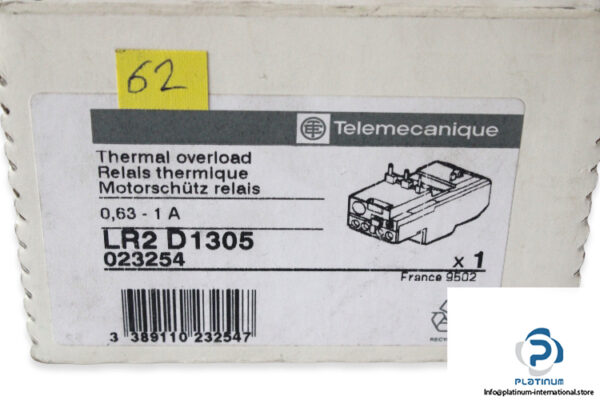 62
Telemecanique
Thermal overload
Relais thermique
Motorschütz relais
0,63 - 1 A
LR2 D1305
023254
x 1
France 9502
3 389110 232547
PLATINUM
info@platinum-international.store